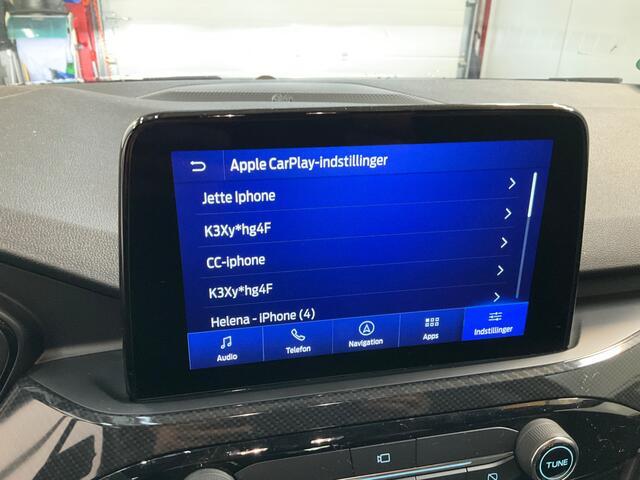 Apple CarPlay-indstillinger
Jette Iphone
K3Xy*hg4F
CC-iphone
K3Xy*hg4F
Helena - iPhone (4)
Audio
Telefon
Navigation
Apps
Indstillinger
TUNE